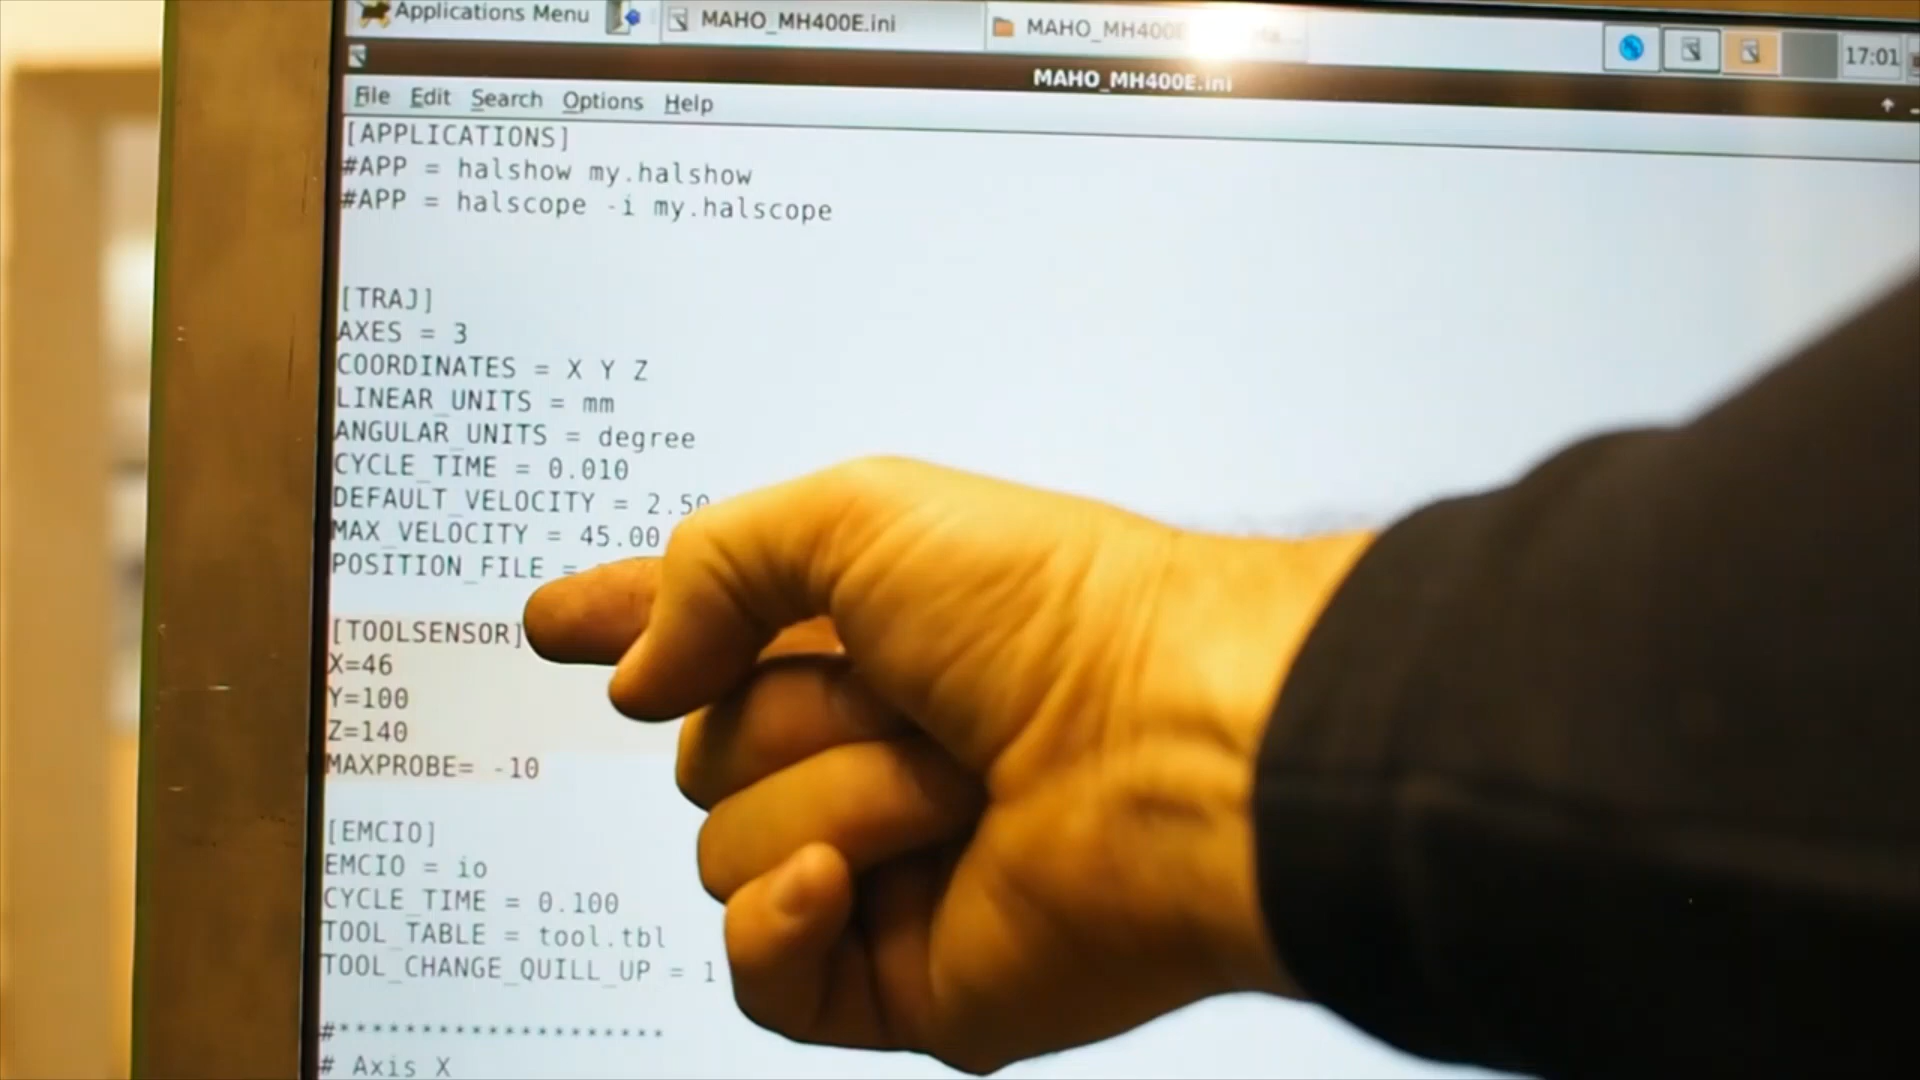 Applications Menu
MAHO_MH400E.ini
MAHO_MH400E
17:01
MAHO_MH400E.ini
File Edit Search Options Help
[APPLICATIONS]
#APP = halshow my.halshow
#APP = halscope -i my.halscope
[TRAJ]
AXES = 3
COORDINATES = X Y Z
LINEAR_UNITS = mm
ANGULAR_UNITS = degree
CYCLE_TIME = 0.010
DEFAULT_VELOCITY = 2.50
MAX_VELOCITY = 45.00
POSITION_FILE =
[TOOLSENSOR]
X=46
Y=100
Z=140
MAXPROBE= -10
[EMCIO]
EMCIO = io
CYCLE_TIME = 0.100
TOOL_TABLE = tool.tbl
TOOL_CHANGE_QUILL_UP = 1
#********************
# Axis X